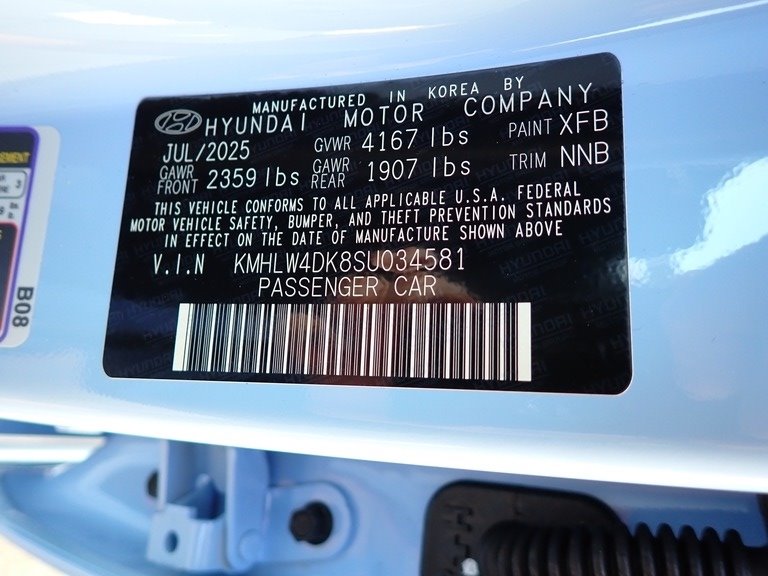 MANUFACTURED IN KOREA BY
HYUNDAI MOTOR COMPANY
JUL/2025 GVWR 4167 lbs PAINT XFB
GAWR FRONT 2359 lbs GAWR REAR 1907 lbs TRIM NNB
THIS VEHICLE CONFORMS TO ALL APPLICABLE U.S.A. FEDERAL
MOTOR VEHICLE SAFETY, BUMPER, AND THEFT PREVENTION STANDARDS
IN EFFECT ON THE DATE OF MANUFACTURE SHOWN ABOVE
V.I.N KMHLW4DK8SU034581
PASSENGER CAR
B08